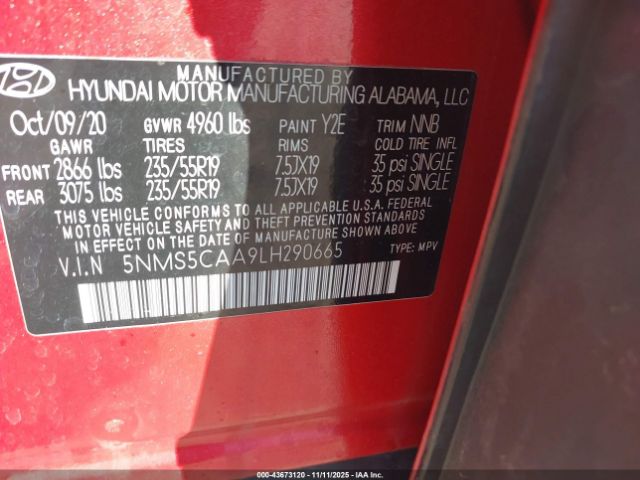 MANUFACTURED BY
HYUNDAI MOTOR MANUFACTURING ALABAMA, LLC
Oct/09/20 GVWR 4960 lbs PAINT Y2E TRIM NNB
GAWR TIRES RIMS COLD TIRE INFL
FRONT 2866 lbs 235/55R19 7.5JX19 35 psi SINGLE
REAR 3075 lbs 235/55R19 7.5JX19 35 psi SINGLE
THIS VEHICLE CONFORMS TO ALL APPLICABLE U.S.A. FEDERAL
MOTOR VEHICLE SAFETY AND THEFT PREVENTION STANDARDS
IN EFFECT ON THE DATE OF MANUFACTURE SHOWN ABOVE.
V.I.N 5NMS5CAA9LH290665 TYPE: MPV
000-43673120 - 11/11/2025 - IAA Inc.